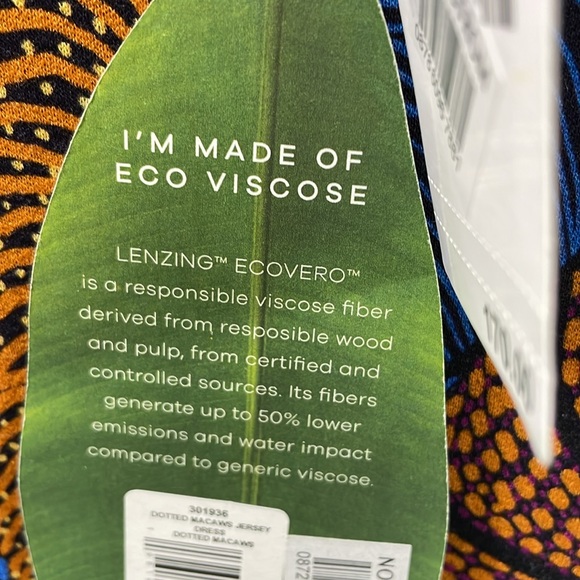 I'M MADE OF
ECO VISCOSE
LENZING™ ECOVERO™
is a responsible viscose fiber
derived from resposible wood
and pulp, from certified and
controlled sources. Its fibers
generate up to 50% lower
emissions and water impact
compared to generic viscose.
301936
DOTTED MACAWS JERSEY
DRESS
DOTTED MACAWS
0872
NO